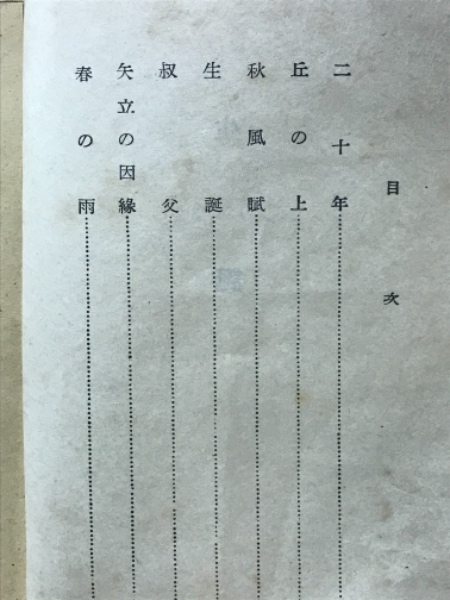 目次
二十年
丘の上
秋風賦
生誕
叔父
矢立の因縁
春の雨